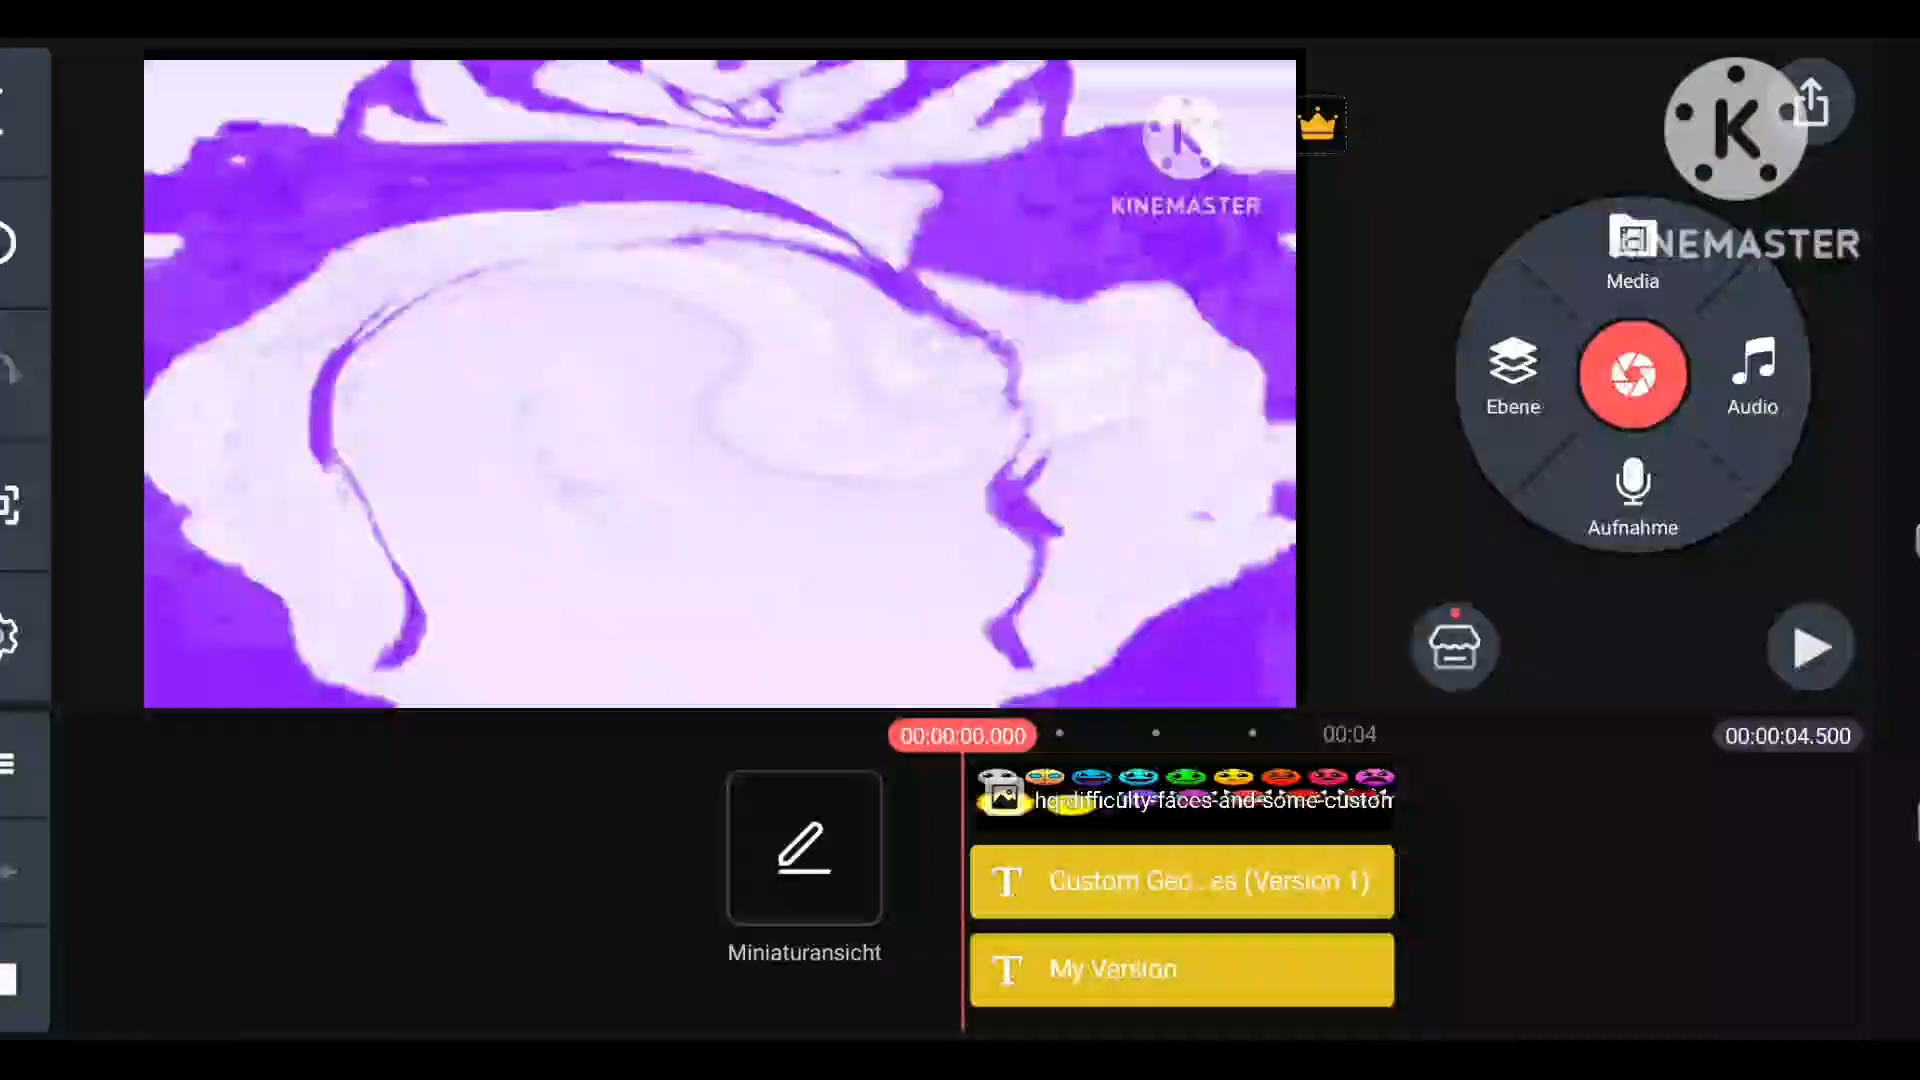 K
KINEMASTER
K
KINEMASTER
Media
Ebene
Audio
Aufnahme
00:00:00.000
00:04
00:00:04.500
hq-difficulty-faces-and-some-custom
Custom Geo...es (Version 1)
My Version
Miniaturansicht